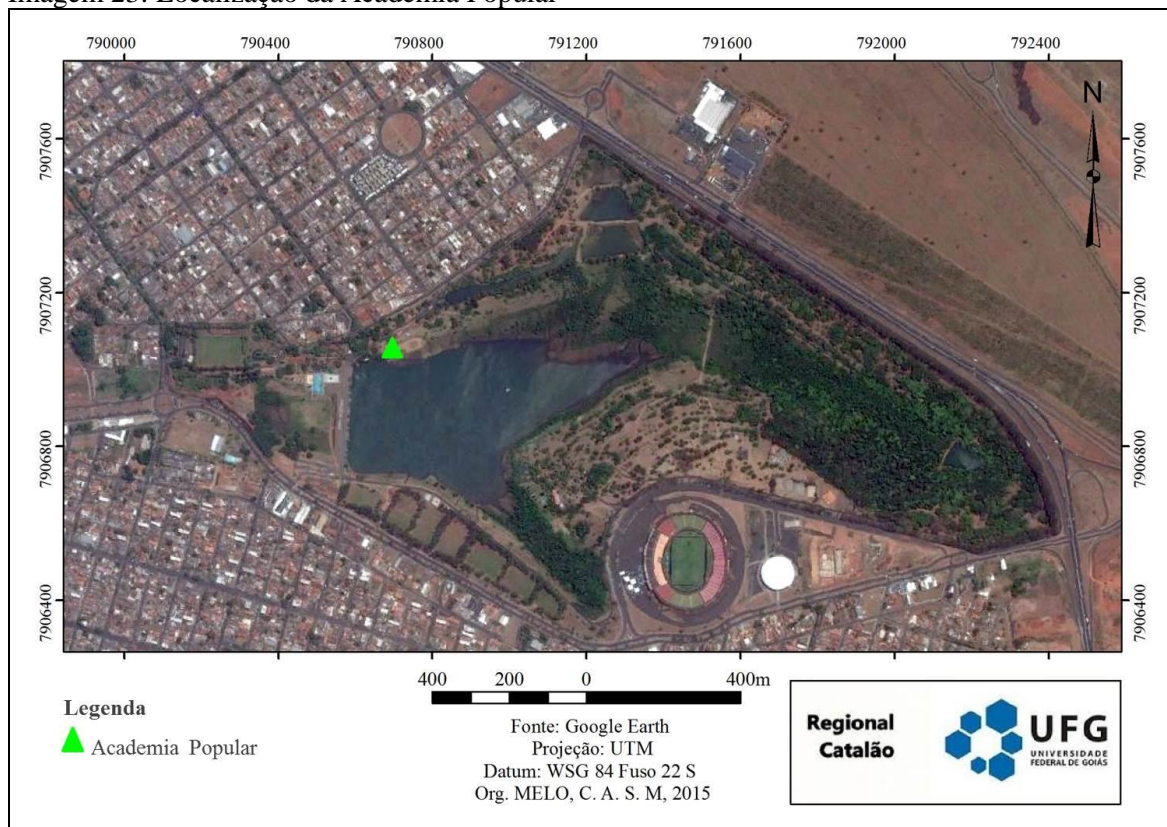 Imagem 23: Localização da Academia Popular
790000 790400 790800 791200 791600 792000 792400
N
7907600 7907600
7907200 7907200
7906800 7906800
7906400 7906400
400 200 0 400m
Legenda
Academia Popular
Fonte: Google Earth
Projeção: UTM
Datum: WSG 84 Fuso 22 S
Org. MELO, C. A. S. M, 2015
Regional
Catalão
UFG
UNIVERSIDADE
FEDERAL DE GOIÁS